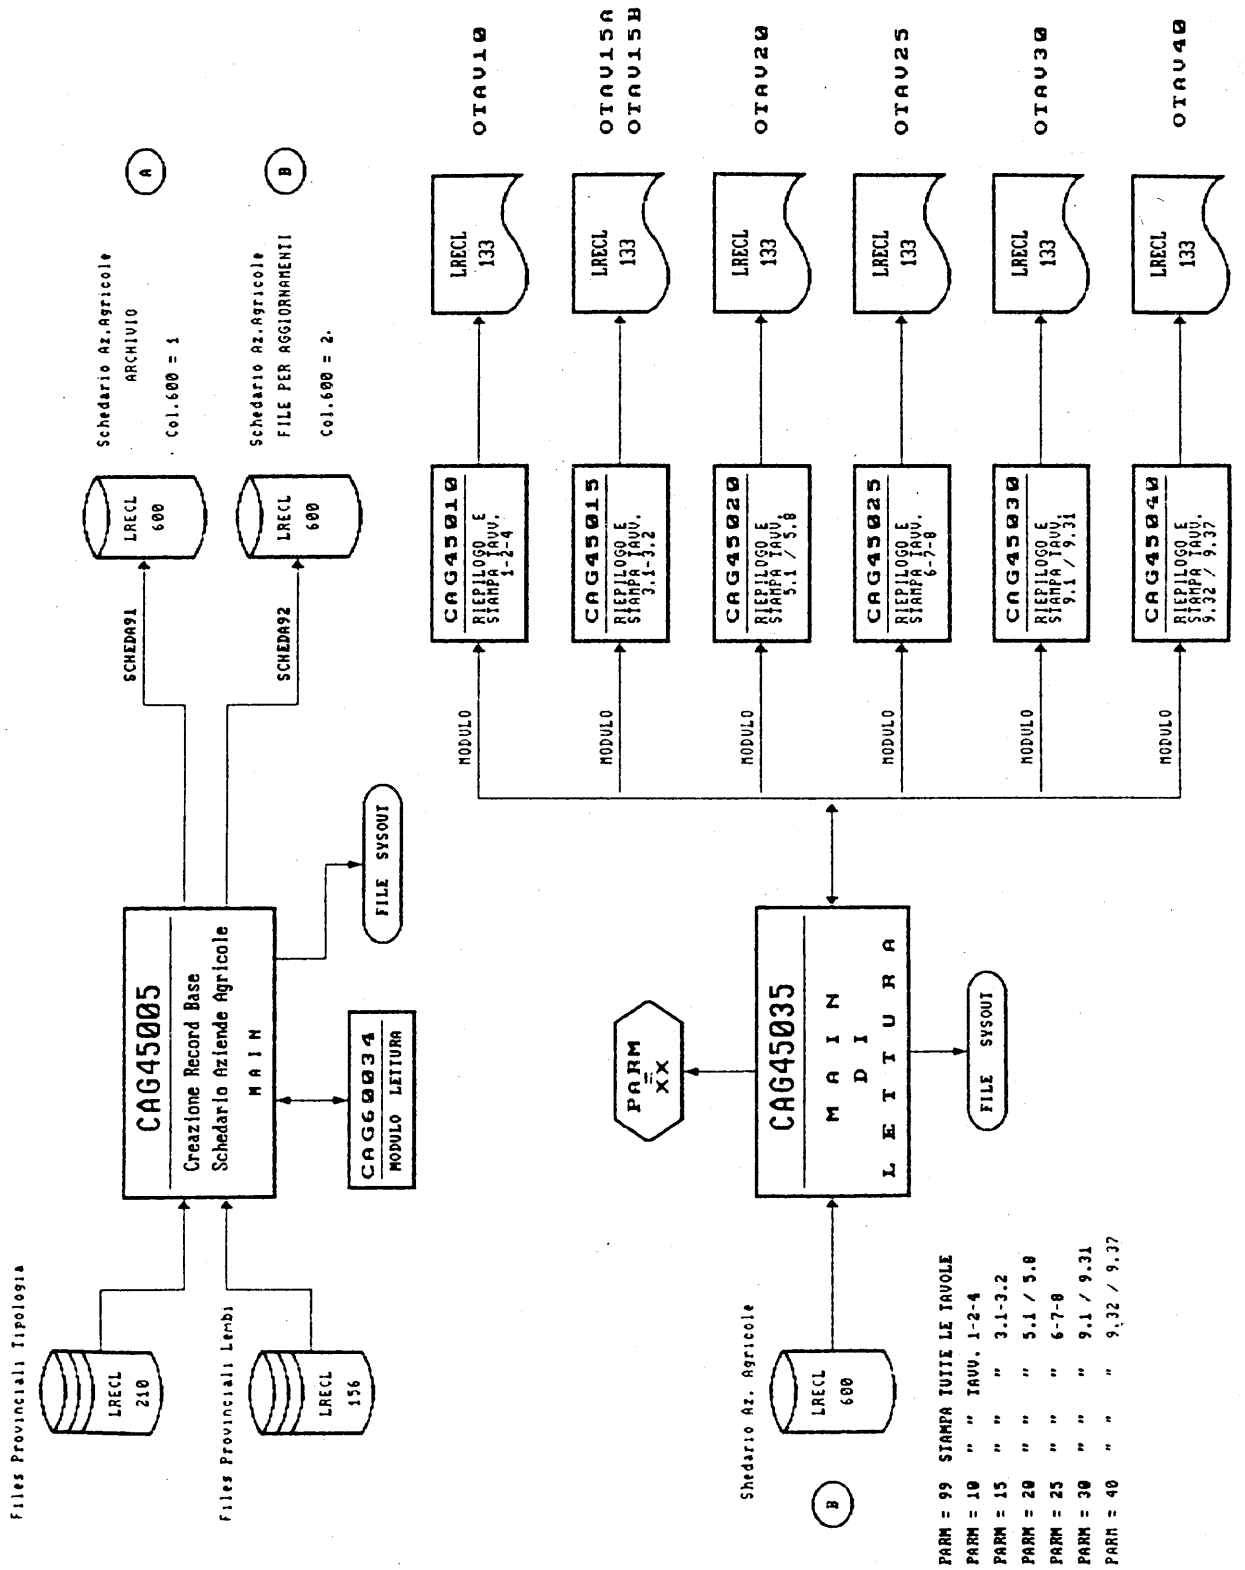 Files Provinciali Tipologia
LRECL
210
Files Provinciali Lembi
LRECL
156
CAG45005
Creazione Record Base
Schedario Aziende Agricole
MAIN
CAG60034
MODULO LETTURA
FILE SYSOUT
SCHEDA91
LRECL
600
Schedario Az.Agricole
ARCHIVIO
Col.600 = 1
A
SCHEDA92
LRECL
600
Schedario Az.Agricole
FILE PER AGGIORNAMENTI
Col.600 = 2.
B
Shedario Az. Agricole
LRECL
600
B
PARM
=
XX
CAG45035
MAIN
DI
LETTURA
FILE SYSOUT
MODULO
CAG45010
RIEPILOGO E
STAMPA TAVV.
1-2-4
LRECL
133
OTAV10
MODULO
CAG45015
RIEPILOGO E
STAMPA TAVV.
3.1-3.2
LRECL
133
OTAV15A
OTAV15B
MODULO
CAG45020
RIEPILOGO E
STAMPA TAVV.
5.1 / 5.8
LRECL
133
OTAV20
MODULO
CAG45025
RIEPILOGO E
STAMPA TAVV.
6-7-8
LRECL
133
OTAV25
MODULO
CAG45030
RIEPILOGO E
STAMPA TAVV.
9.1 / 9.31
LRECL
133
OTAV30
MODULO
CAG45040
RIEPILOGO E
STAMPA TAVV.
9.32 / 9.37
LRECL
133
OTAV40
PARM = 99 STAMPA TUTTE LE TAVOLE
PARM = 10 " " TAVV. 1-2-4
PARM = 15 " " " 3.1-3.2
PARM = 20 " " " 5.1 / 5.8
PARM = 25 " " " 6-7-8
PARM = 30 " " " 9.1 / 9.31
PARM = 40 " " " 9.32 / 9.37